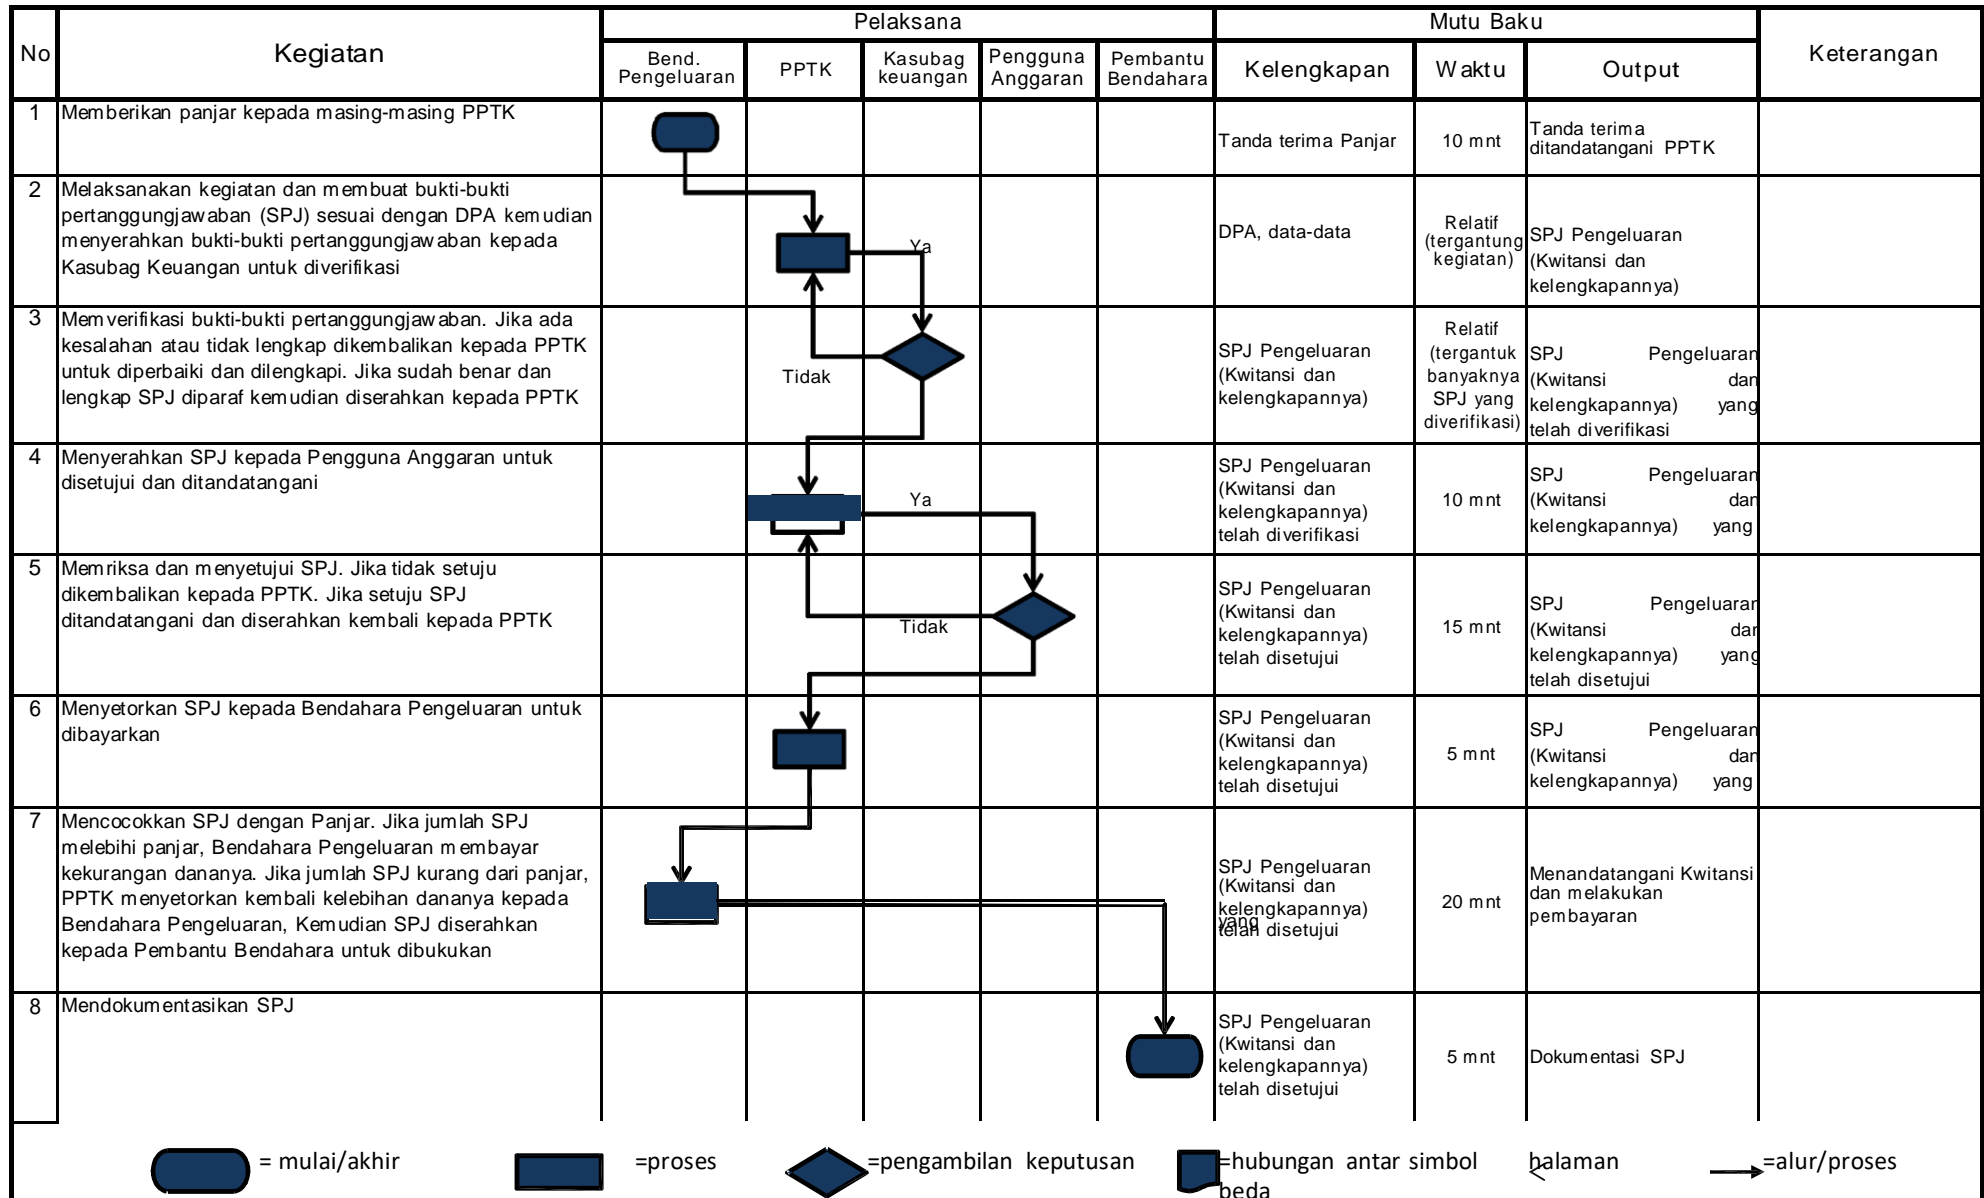 No
Kegiatan
Pelaksana
Mutu Baku
Keterangan
Bend.
Pengeluaran
PPTK
Kasubag
keuangan
Pengguna
Anggaran
Pembantu
Bendahara
Kelengkapan
Waktu
Output
1
Memberikan panjar kepada masing-masing PPTK
Tanda terima Panjar
10 mnt
Tanda terima
ditandatangani PPTK
2
Melaksanakan kegiatan dan membuat bukti-bukti
pertanggungjawaban (SPJ) sesuai dengan DPA kemudian
menyerahkan bukti-bukti pertanggungjawaban kepada
Kasubag Keuangan untuk diverifikasi
Ya
DPA, data-data
Relatif
(tergantung
kegiatan)
SPJ Pengeluaran
(Kwitansi dan
kelengkapannya)
3
Memverifikasi bukti-bukti pertanggungjawaban. Jika ada
kesalahan atau tidak lengkap dikembalikan kepada PPTK
untuk diperbaiki dan dilengkapi. Jika sudah benar dan
lengkap SPJ diparaf kemudian diserahkan kepada PPTK
Tidak
SPJ Pengeluaran
(Kwitansi dan
kelengkapannya)
Relatif
(tergantuk
banyaknya
SPJ yang
diverifikasi)
SPJ Pengeluaran
(Kwitansi dan
kelengkapannya) yang
telah diverifikasi
4
Menyerahkan SPJ kepada Pengguna Anggaran untuk
disetujui dan ditandatangani
Ya
SPJ Pengeluaran
(Kwitansi dan
kelengkapannya)
telah diverifikasi
10 mnt
SPJ Pengeluaran
(Kwitansi dan
kelengkapannya) yang
5
Memriksa dan menyetujui SPJ. Jika tidak setuju
dikembalikan kepada PPTK. Jika setuju SPJ
ditandatangani dan diserahkan kembali kepada PPTK
Tidak
SPJ Pengeluaran
(Kwitansi dan
kelengkapannya)
telah disetujui
15 mnt
SPJ Pengeluaran
(Kwitansi dan
kelengkapannya) yang
telah disetujui
6
Menyetorkan SPJ kepada Bendahara Pengeluaran untuk
dibayarkan
SPJ Pengeluaran
(Kwitansi dan
kelengkapannya)
telah disetujui
5 mnt
SPJ Pengeluaran
(Kwitansi dan
kelengkapannya) yang
7
Mencocokkan SPJ dengan Panjar. Jika jumlah SPJ
melebihi panjar, Bendahara Pengeluaran membayar
kekurangan dananya. Jika jumlah SPJ kurang dari panjar,
PPTK menyetorkan kembali kelebihan dananya kepada
Bendahara Pengeluaran, Kemudian SPJ diserahkan
kepada Pembantu Bendahara untuk dibukukan
SPJ Pengeluaran
(Kwitansi dan
kelengkapannya)
yang
telah disetujui
20 mnt
Menandatangani Kwitansi
dan melakukan
pembayaran
8
Mendokumentasikan SPJ
SPJ Pengeluaran
(Kwitansi dan
kelengkapannya)
telah disetujui
5 mnt
Dokumentasi SPJ
= mulai/akhir
=proses
=pengambilan keputusan
=hubungan antar simbol halaman
beda
=alur/proses